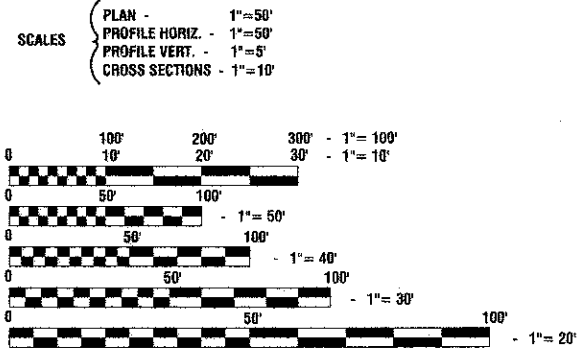 PLAN - 1"=50'
SCALES PROFILE HORIZ. - 1"=50'
PROFILE VERT. - 1"=5'
CROSS SECTIONS - 1"=10'
100' 200' 300' - 1"= 100'
0 10' 20' 30' - 1"= 10'
0 50' 100'
- 1"= 50'
0 50' 100'
- 1"= 40'
0 50' 100'
- 1"= 30'
0 50' 100'
- 1"= 20'